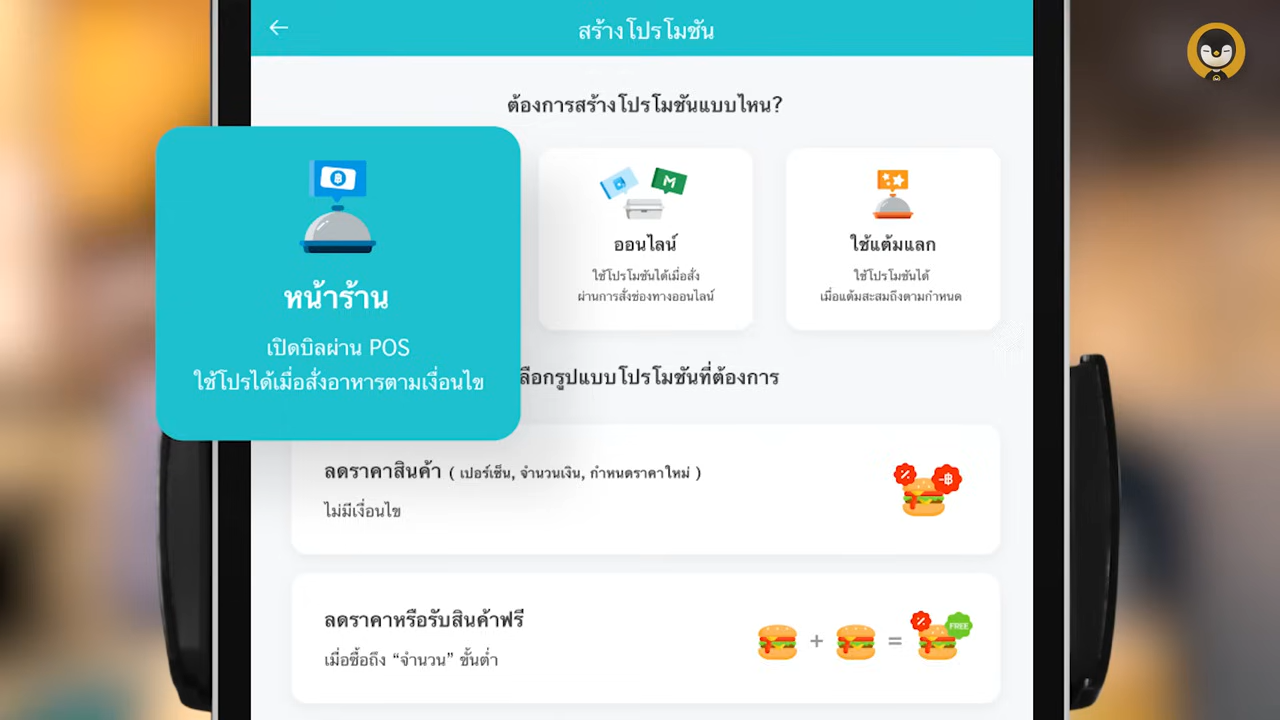 สร้างโปรโมชัน
ต้องการสร้างโปรโมชันแบบไหน?
หน้าร้าน
เปิดบิลผ่าน POS
ใช้โปรได้เมื่อสั่งอาหารตามเงื่อนไข
M
ออนไลน์
ใช้โปรโมชันได้เมื่อสั่ง
ผ่านการสั่งช่องทางออนไลน์
ใช้แต้มแลก
ใช้โปรโมชันได้
เมื่อแต้มสะสมถึงตามกำหนด
ลือกรูปแบบโปรโมชันที่ต้องการ
ลดราคาสินค้า ( เปอร์เซ็น, จำนวนเงิน, กำหนดราคาใหม่ )
ไม่มีเงื่อนไข
% -฿
ลดราคาหรือรับสินค้าฟรี
เมื่อซื้อถึง “จำนวน” ขั้นต่ำ
+ = % FREE